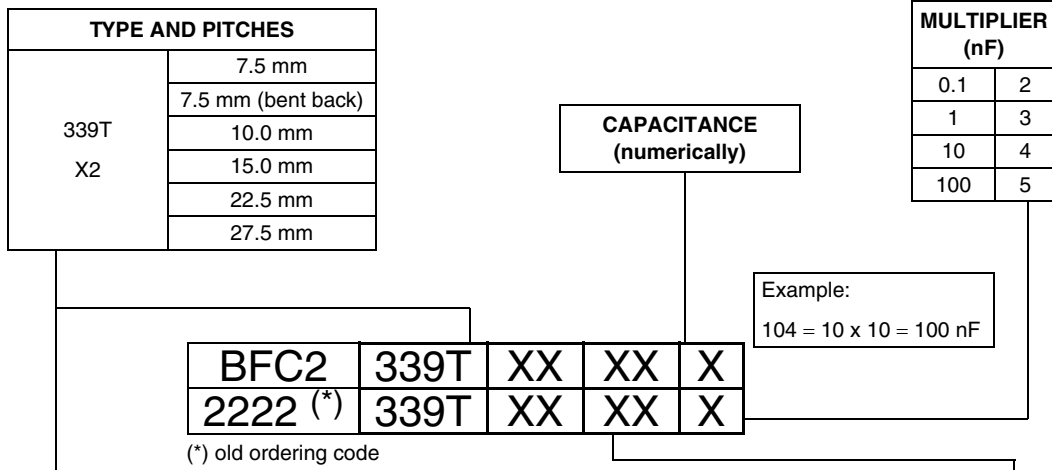 TYPE AND PITCHES
339T
X2
7.5 mm
7.5 mm (bent back)
10.0 mm
15.0 mm
22.5 mm
27.5 mm
CAPACITANCE
(numerically)
MULTIPLIER
(nF)
0.1 2
1 3
10 4
100 5
Example:
104 = 10 x 10 = 100 nF
BFC2 339T XX XX X
2222 (*) 339T XX XX X
(*) old ordering code